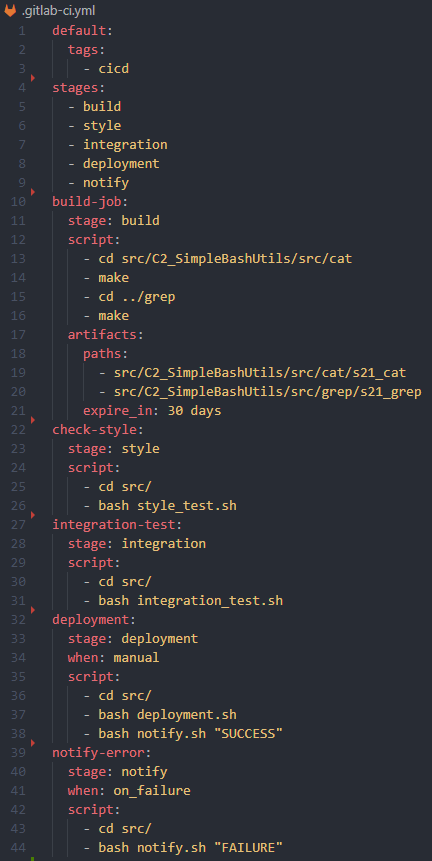 .gitlab-ci.yml
1 default:
2   tags:
3     - cicd
4 stages:
5   - build
6   - style
7   - integration
8   - deployment
9   - notify
10 build-job:
11   stage: build
12   script:
13     - cd src/C2_SimpleBashUtils/src/cat
14     - make
15     - cd ../grep
16     - make
17   artifacts:
18     paths:
19       - src/C2_SimpleBashUtils/src/cat/s21_cat
20       - src/C2_SimpleBashUtils/src/grep/s21_grep
21     expire_in: 30 days
22 check-style:
23   stage: style
24   script:
25     - cd src/
26     - bash style_test.sh
27 integration-test:
28   stage: integration
29   script:
30     - cd src/
31     - bash integration_test.sh
32 deployment:
33   stage: deployment
34   when: manual
35   script:
36     - cd src/
37     - bash deployment.sh
38     - bash notify.sh "SUCCESS"
39 notify-error:
40   stage: notify
41   when: on_failure
42   script:
43     - cd src/
44     - bash notify.sh "FAILURE"